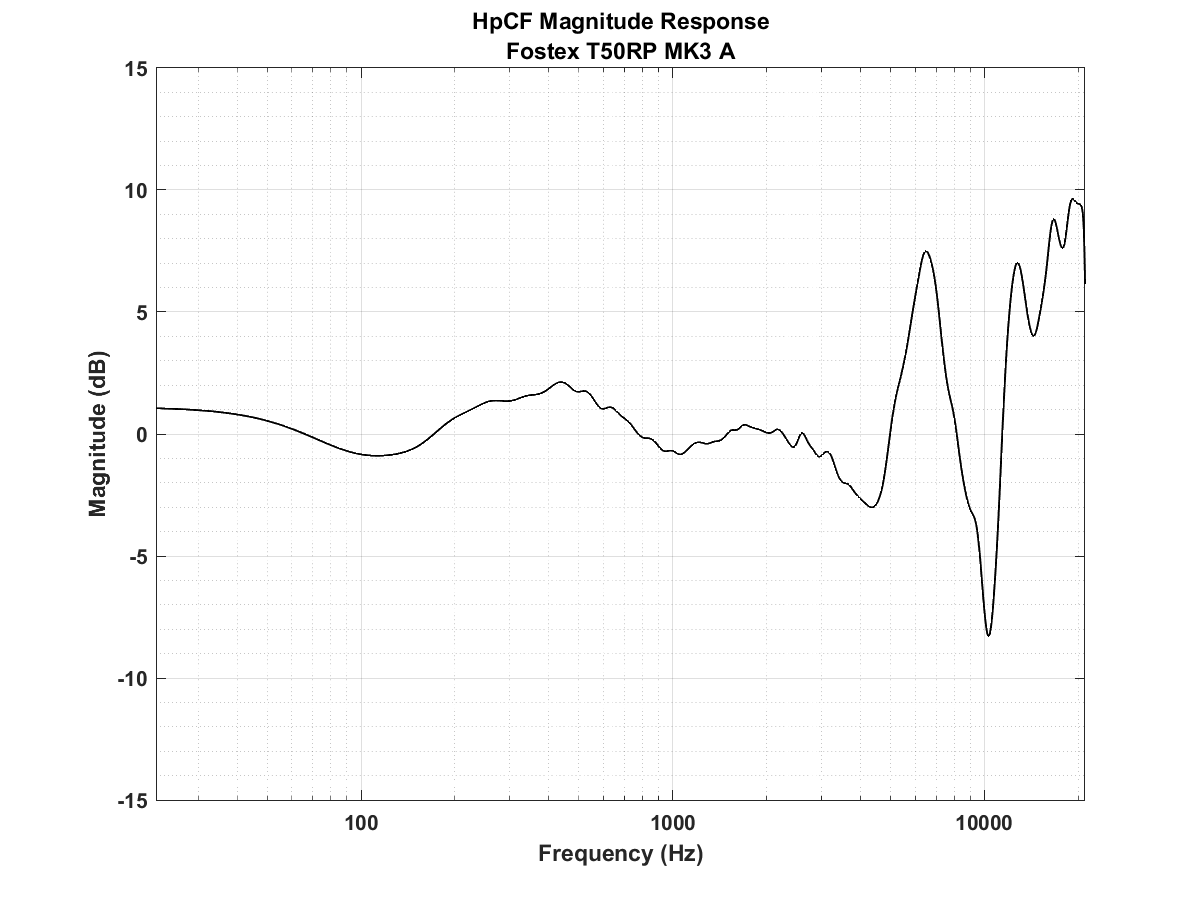 HpCF Magnitude Response
Fostex T50RP MK3 A
15
10
5
0
-5
-10
-15
Magnitude (dB)
100 1000 10000
Frequency (Hz)